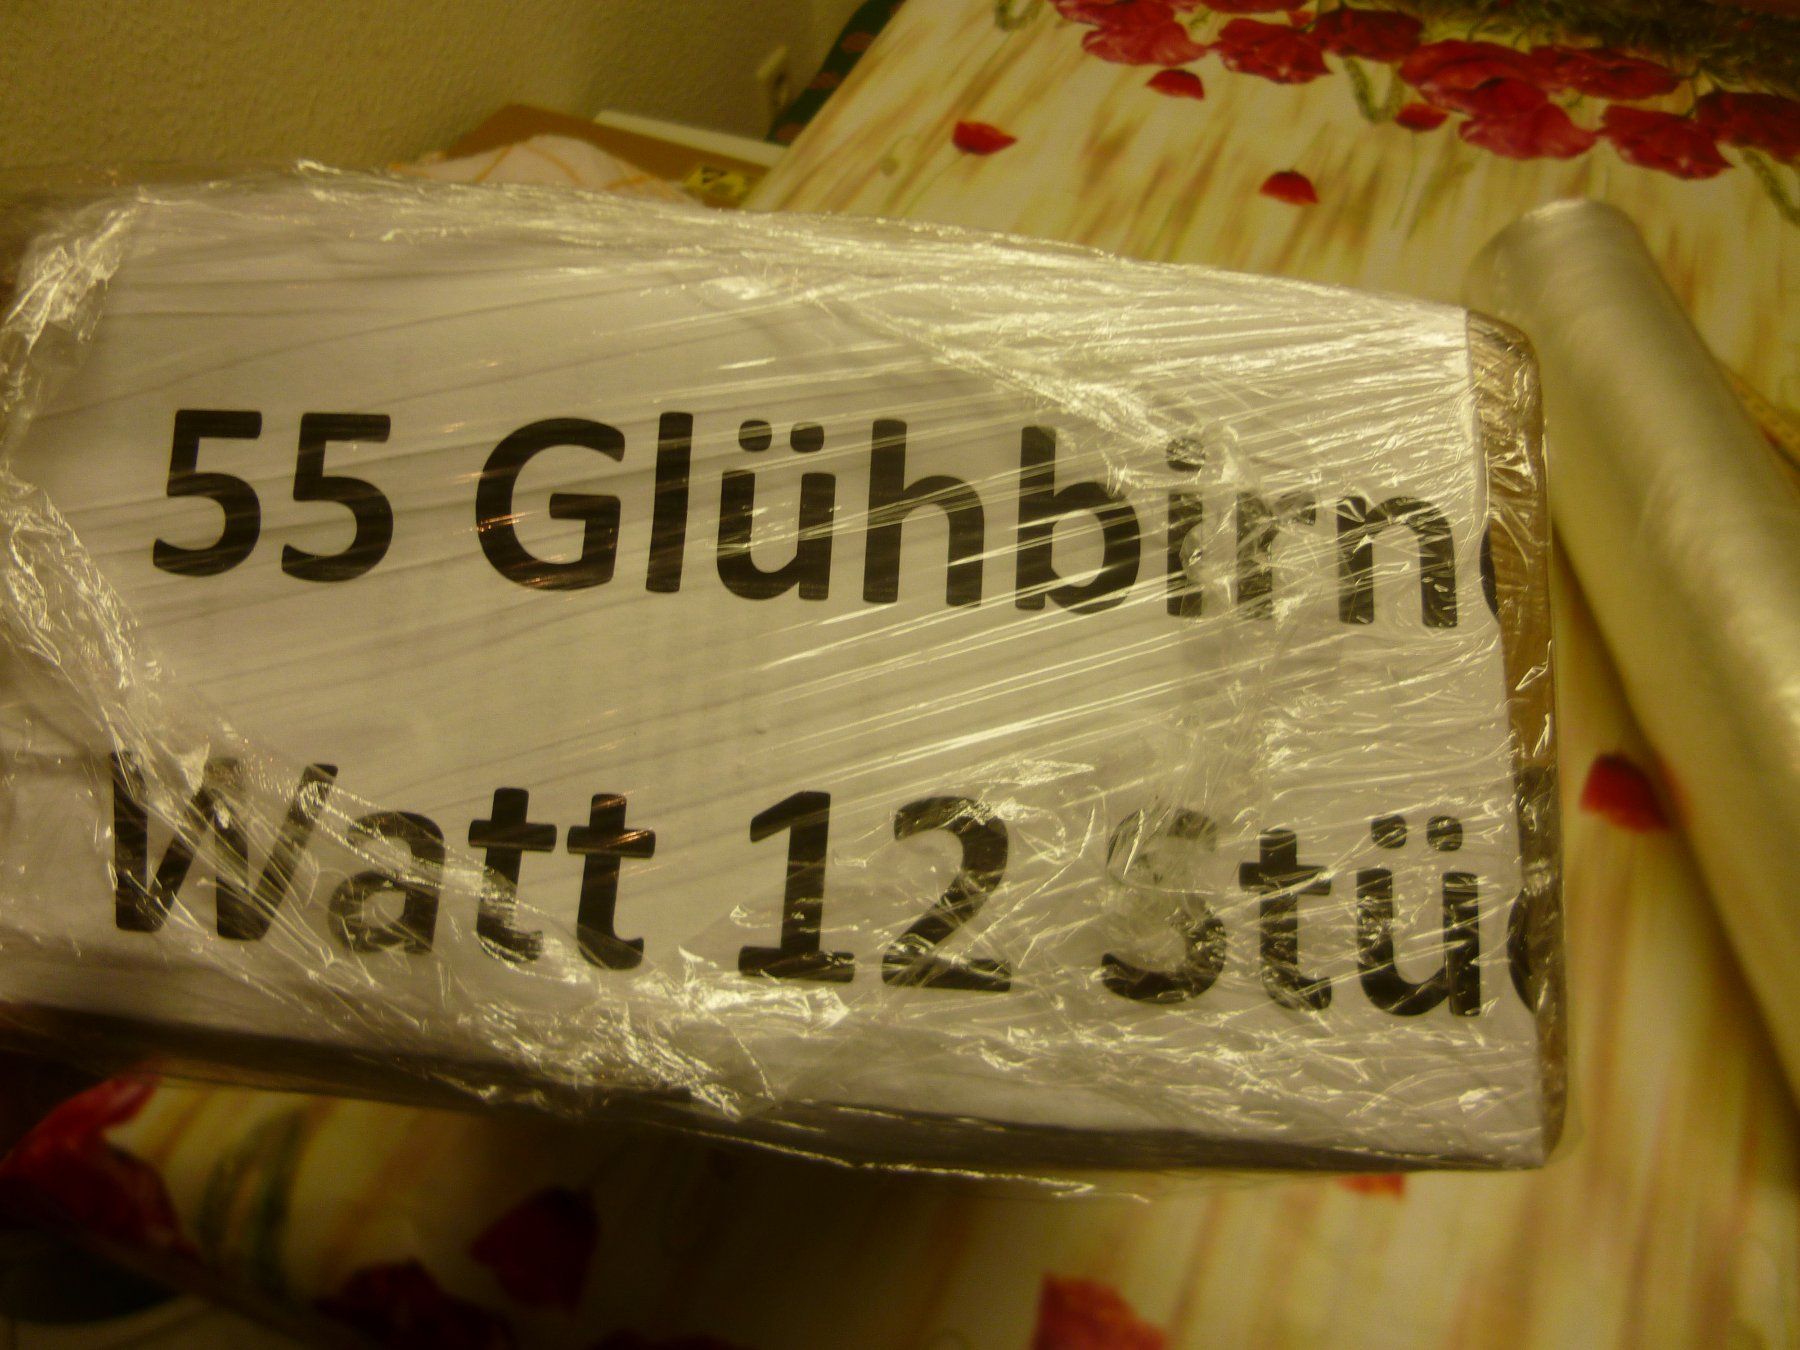 55 Glühbirn
Watt 12 Stü